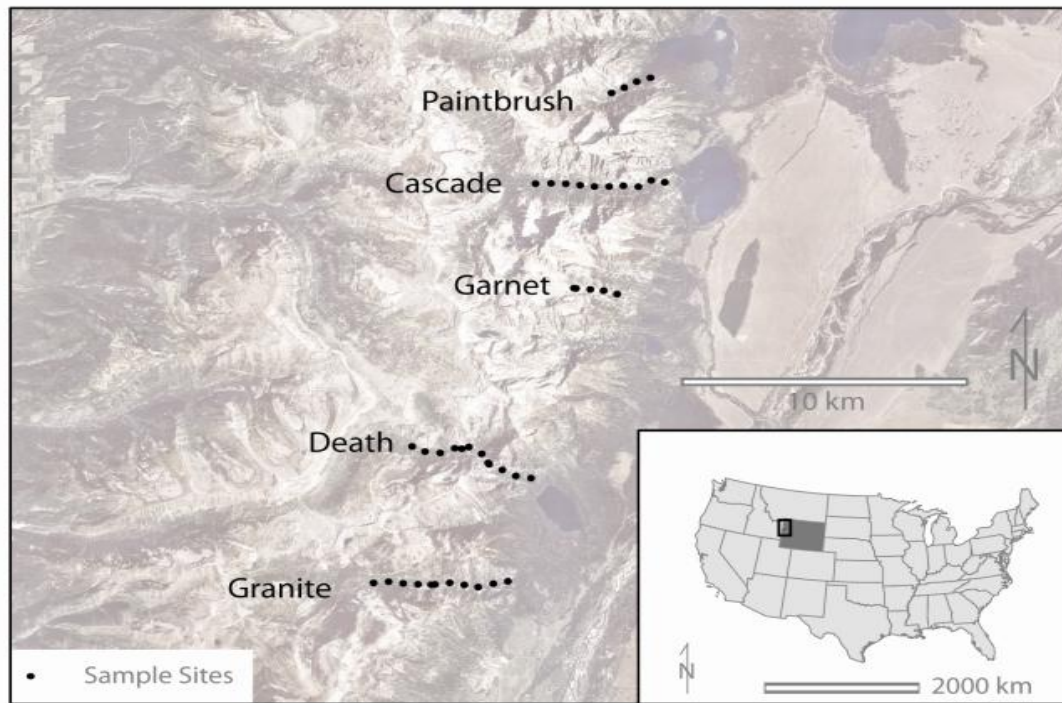 Paintbrush
Cascade
Garnet
N
10 km
Death
Granite
Sample Sites
N
2000 km